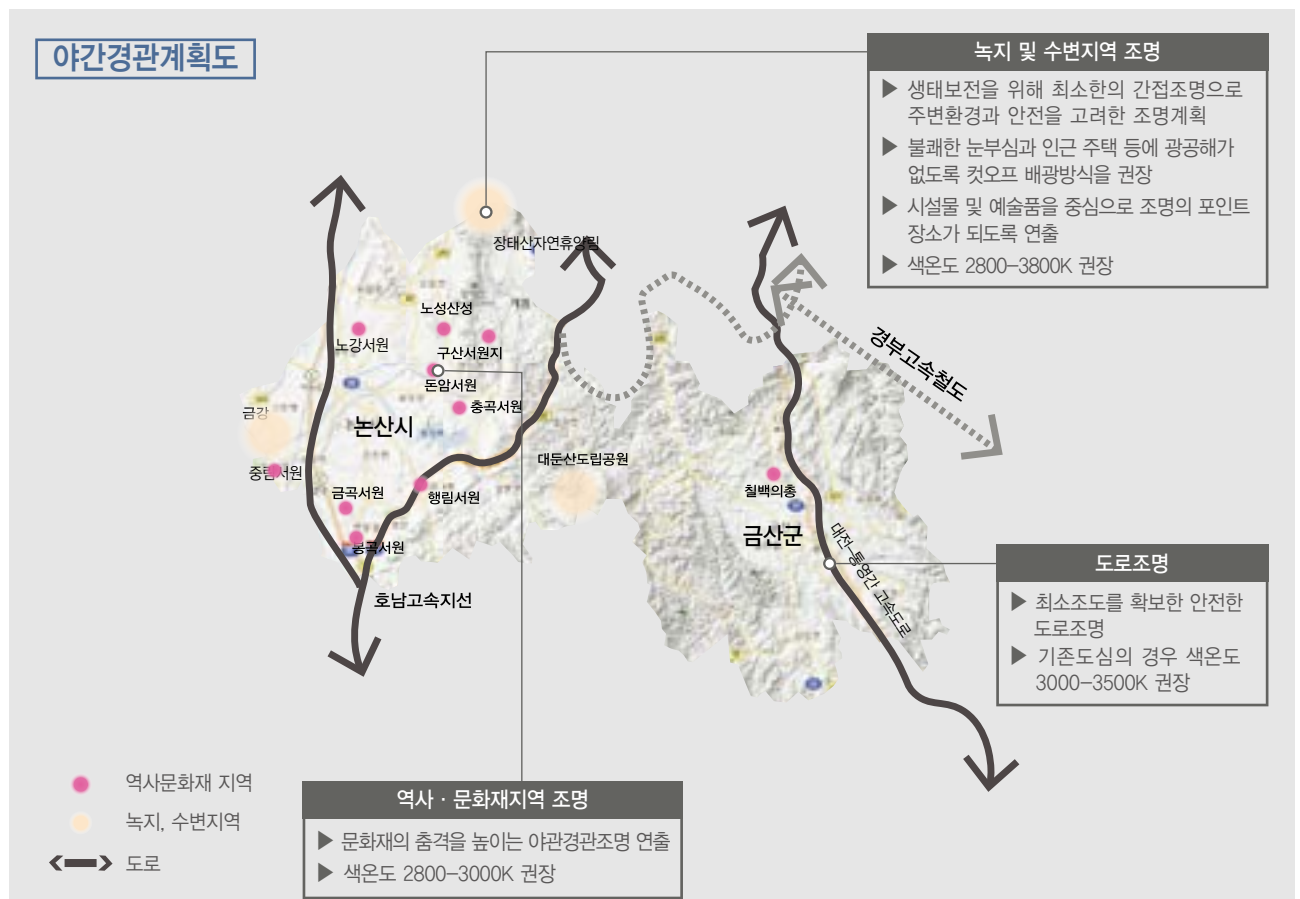 야간경관계획도
녹지 및 수변지역 조명
▶ 생태보전을 위해 최소한의 간접조명으로
주변환경과 안전을 고려한 조명계획
▶ 불쾌한 눈부심과 인근 주택 등에 광공해가
없도록 컷오프 배광방식을 권장
▶ 시설물 및 예술품을 중심으로 조명의 포인트
장소가 되도록 연출
▶ 색온도 2800-3800K 권장
장태산자연휴양림
노성산성
노강서원
구산서원지
돈암서원
충곡서원
금강
논산시
중림서원
금곡서원
행림서원
봉곡서원
호남고속지선
대둔산도립공원
경부고속철도
칠백의총
금산군
대전-통영간 고속도로
도로조명
▶ 최소조도를 확보한 안전한
도로조명
▶ 기존도심의 경우 색온도
3000-3500K 권장
역사문화재 지역
녹지, 수변지역
도로
역사 · 문화재지역 조명
▶ 문화재의 춤격을 높이는 야관경관조명 연출
▶ 색온도 2800-3000K 권장